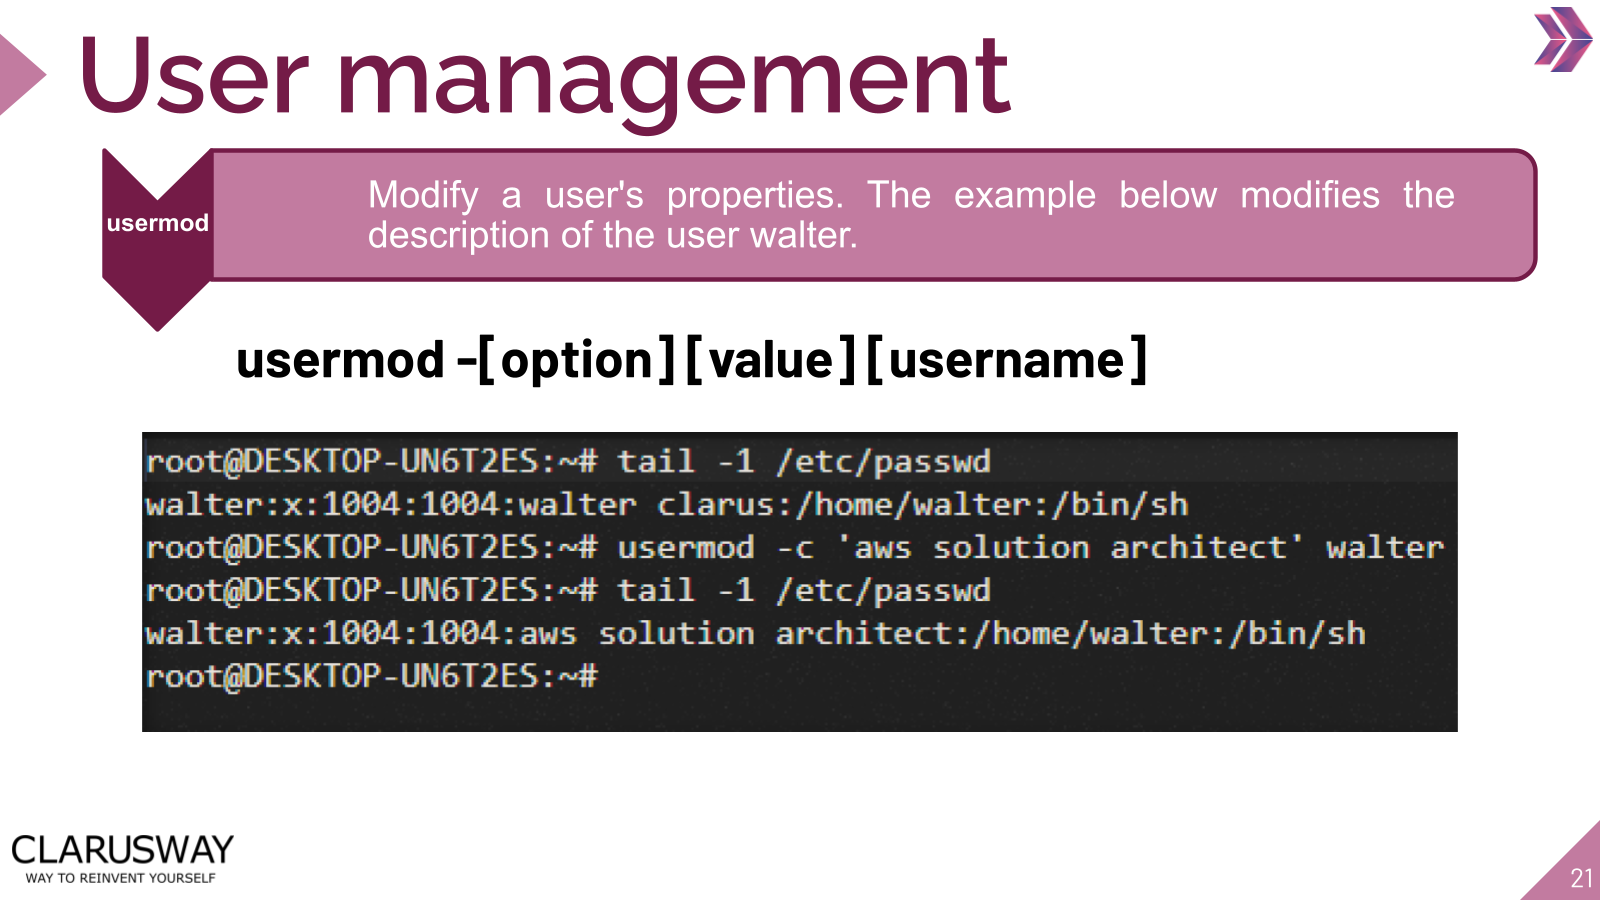 User management
usermod
Modify a user's properties. The example below modifies the
description of the user walter.
usermod -[option][value][username]
root@DESKTOP-UN6T2ES:~# tail -1 /etc/passwd
walter:x:1004:1004:walter clarus:/home/walter:/bin/sh
root@DESKTOP-UN6T2ES:~# usermod -c 'aws solution architect' walter
root@DESKTOP-UN6T2ES:~# tail -1 /etc/passwd
walter:x:1004:1004:aws solution architect:/home/walter:/bin/sh
root@DESKTOP-UN6T2ES:~#
CLARUSWAY
WAY TO REINVENT YOURSELF
21